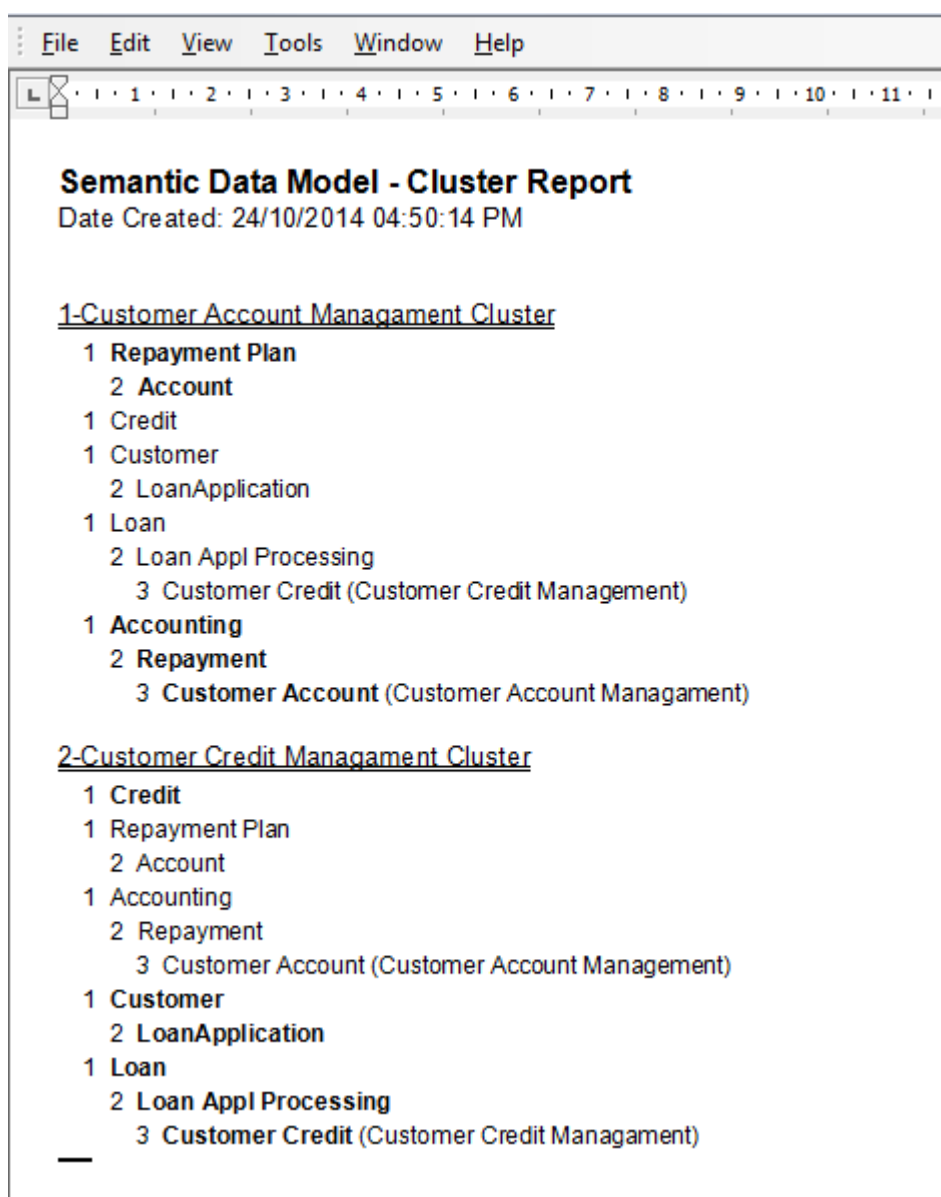 File Edit View Tools Window Help
L 1 2 3 4 5 6 7 8 9 10 11
Semantic Data Model - Cluster Report
Date Created: 24/10/2014 04:50:14 PM
1-Customer Account Managament Cluster
1 Repayment Plan
2 Account
1 Credit
1 Customer
2 LoanApplication
1 Loan
2 Loan Appl Processing
3 Customer Credit (Customer Credit Management)
1 Accounting
2 Repayment
3 Customer Account (Customer Account Managament)
2-Customer Credit Managament Cluster
1 Credit
1 Repayment Plan
2 Account
1 Accounting
2 Repayment
3 Customer Account (Customer Account Management)
1 Customer
2 LoanApplication
1 Loan
2 Loan Appl Processing
3 Customer Credit (Customer Credit Managament)